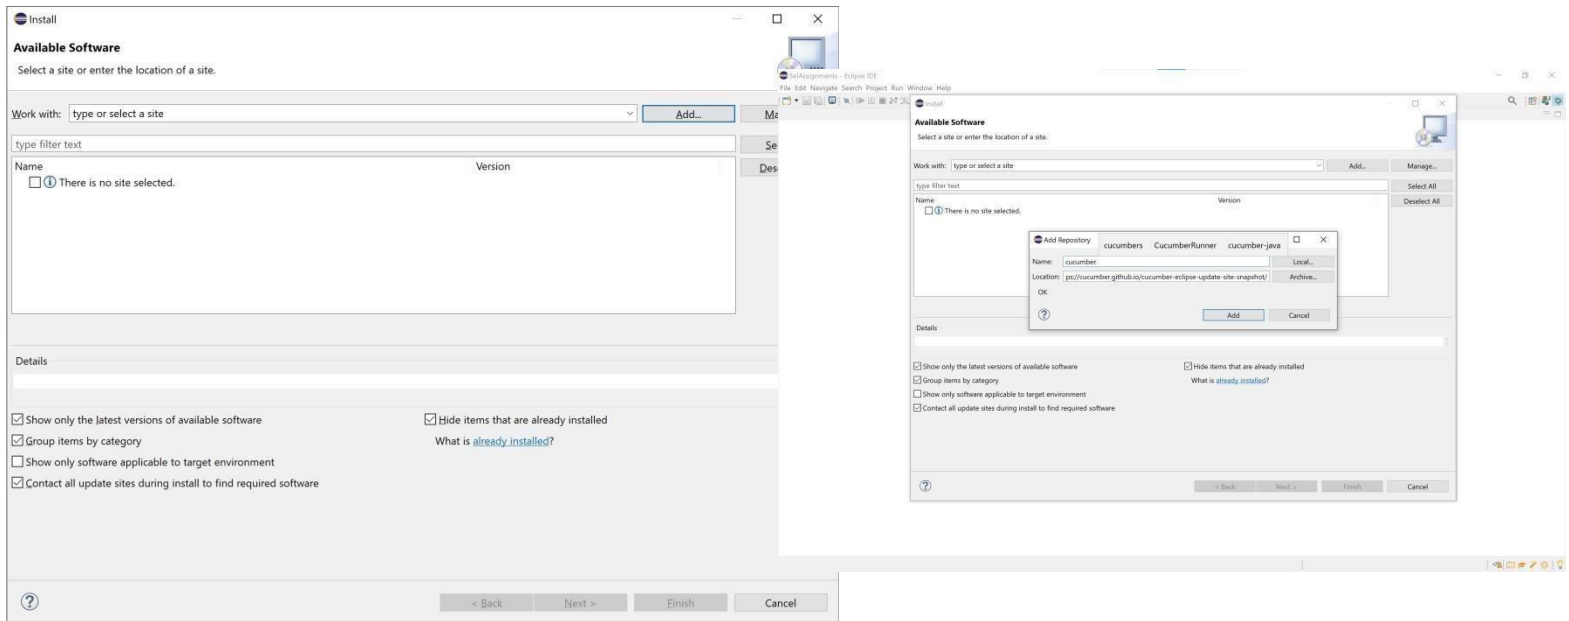 Install
Available Software
Select a site or enter the location of a site.
Work with: type or select a site Add... Ma
type filter text Se
Name Version Des
There is no site selected.
Details
Show only the latest versions of available software Hide items that are already installed
Group items by category What is already installed?
Show only software applicable to target environment
Contact all update sites during install to find required software
< Back Next > Finish Cancel
SelAssignments - Eclipse IDE
File Edit Navigate Search Project Run Window Help
Install
Available Software
Select a site or enter the location of a site.
Work with: type or select a site Add... Manage...
type filter text Select All
Name Version Deselect All
There is no site selected.
Add Repository cucumbers CucumberRunner cucumber-java
Name: cucumber Local...
Location: ps://cucumber.github.io/cucumber-eclipse-update-site-snapshot/ Archive...
OK
Add Cancel
Details
Show only the latest versions of available software Hide items that are already installed
Group items by category What is already installed?
Show only software applicable to target environment
Contact all update sites during install to find required software
< Back Next > Finish Cancel